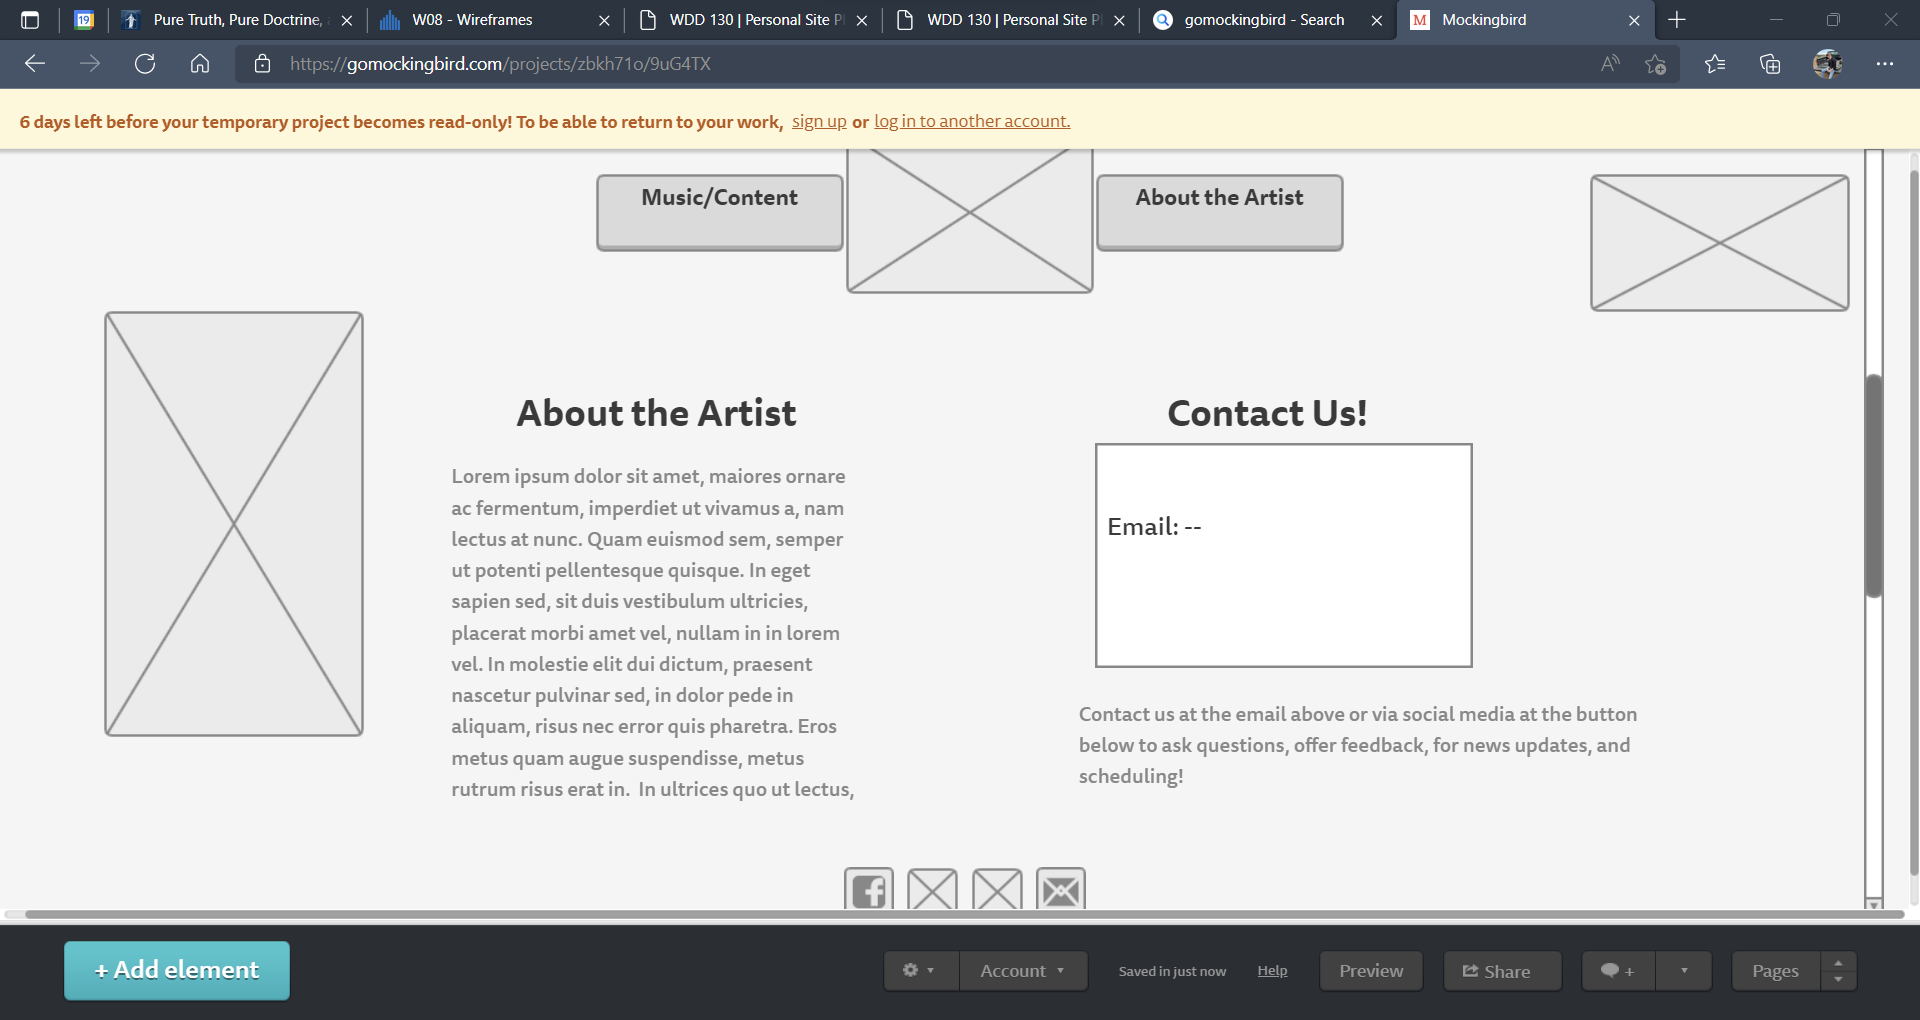 19
Pure Truth, Pure Doctrine,
W08 - Wireframes
WDD 130 | Personal Site Pl
WDD 130 | Personal Site Pl
gomockingbird - Search
M
Mockingbird
https://gomockingbird.com/projects/zbkh71o/9uG4TX
6 days left before your temporary project becomes read-only! To be able to return to your work, sign up or log in to another account.
Music/Content
About the Artist
About the Artist
Lorem ipsum dolor sit amet, maiores ornare
ac fermentum, imperdiet ut vivamus a, nam
lectus at nunc. Quam euismod sem, semper
ut potenti pellentesque quisque. In eget
sapien sed, sit duis vestibulum ultricies,
placerat morbi amet vel, nullam in in lorem
vel. In molestie elit dui dictum, praesent
nascetur pulvinar sed, in dolor pede in
aliquam, risus nec error quis pharetra. Eros
metus quam augue suspendisse, metus
rutrum risus erat in.  In ultrices quo ut lectus,
Contact Us!
Email: --
Contact us at the email above or via social media at the button
below to ask questions, offer feedback, for news updates, and
scheduling!
+ Add element
Account
Saved in just now
Help
Preview
Share
+
Pages